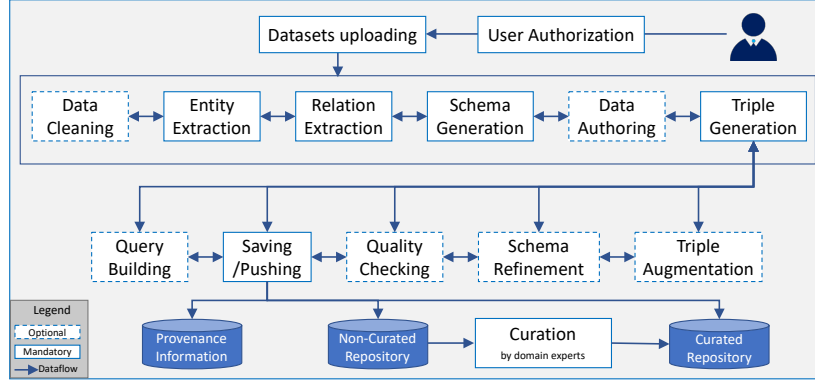 Datasets uploading
User Authorization
Data
Cleaning
Entity
Extraction
Relation
Extraction
Schema
Generation
Data
Authoring
Triple
Generation
Query
Building
Saving
/Pushing
Quality
Checking
Schema
Refinement
Triple
Augmentation
Legend
Optional
Mandatory
Dataflow
Provenance
Information
Non-Curated
Repository
Curation
by domain experts
Curated
Repository